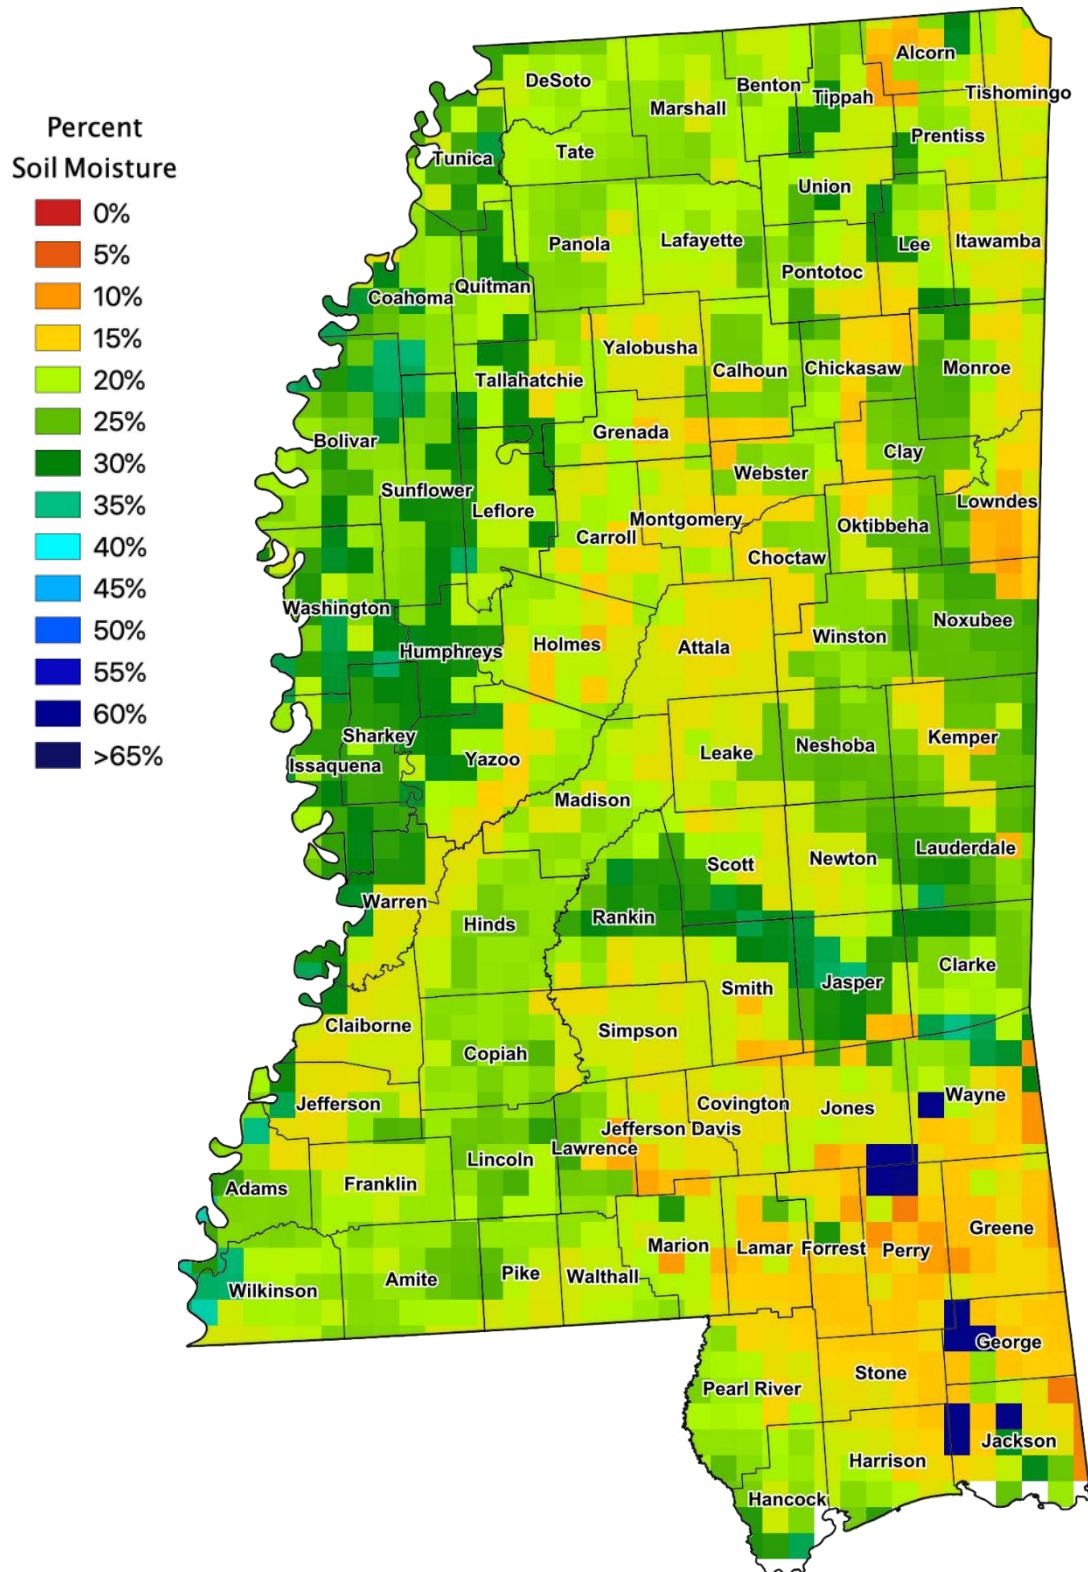 Percent
Soil Moisture
0%
5%
10%
15%
20%
25%
30%
35%
40%
45%
50%
55%
60%
>65%
Alcorn
DeSoto
Benton
Tippah
Tishomingo
Marshall
Prentiss
Tunica
Tate
Union
Panola
Lafayette
Lee
Itawamba
Pontotoc
Quitman
Coahoma
Yalobusha
Calhoun
Chickasaw
Monroe
Tallahatchie
Grenada
Bolivar
Clay
Webster
Sunflower
Leflore
Lowndes
Montgomery
Oktibbeha
Carroll
Choctaw
Washington
Noxubee
Winston
Holmes
Attala
Humphreys
Sharkey
Kemper
Neshoba
Leake
Yazoo
Issaquena
Madison
Lauderdale
Scott
Newton
Warren
Rankin
Hinds
Clarke
Jasper
Smith
Claiborne
Simpson
Copiah
Wayne
Jefferson
Covington
Jones
Jefferson Davis
Lawrence
Lincoln
Franklin
Adams
Greene
Marion
Lamar
Forrest
Perry
Pike
Walthall
Amite
Wilkinson
George
Stone
Pearl River
Jackson
Harrison
Hancock